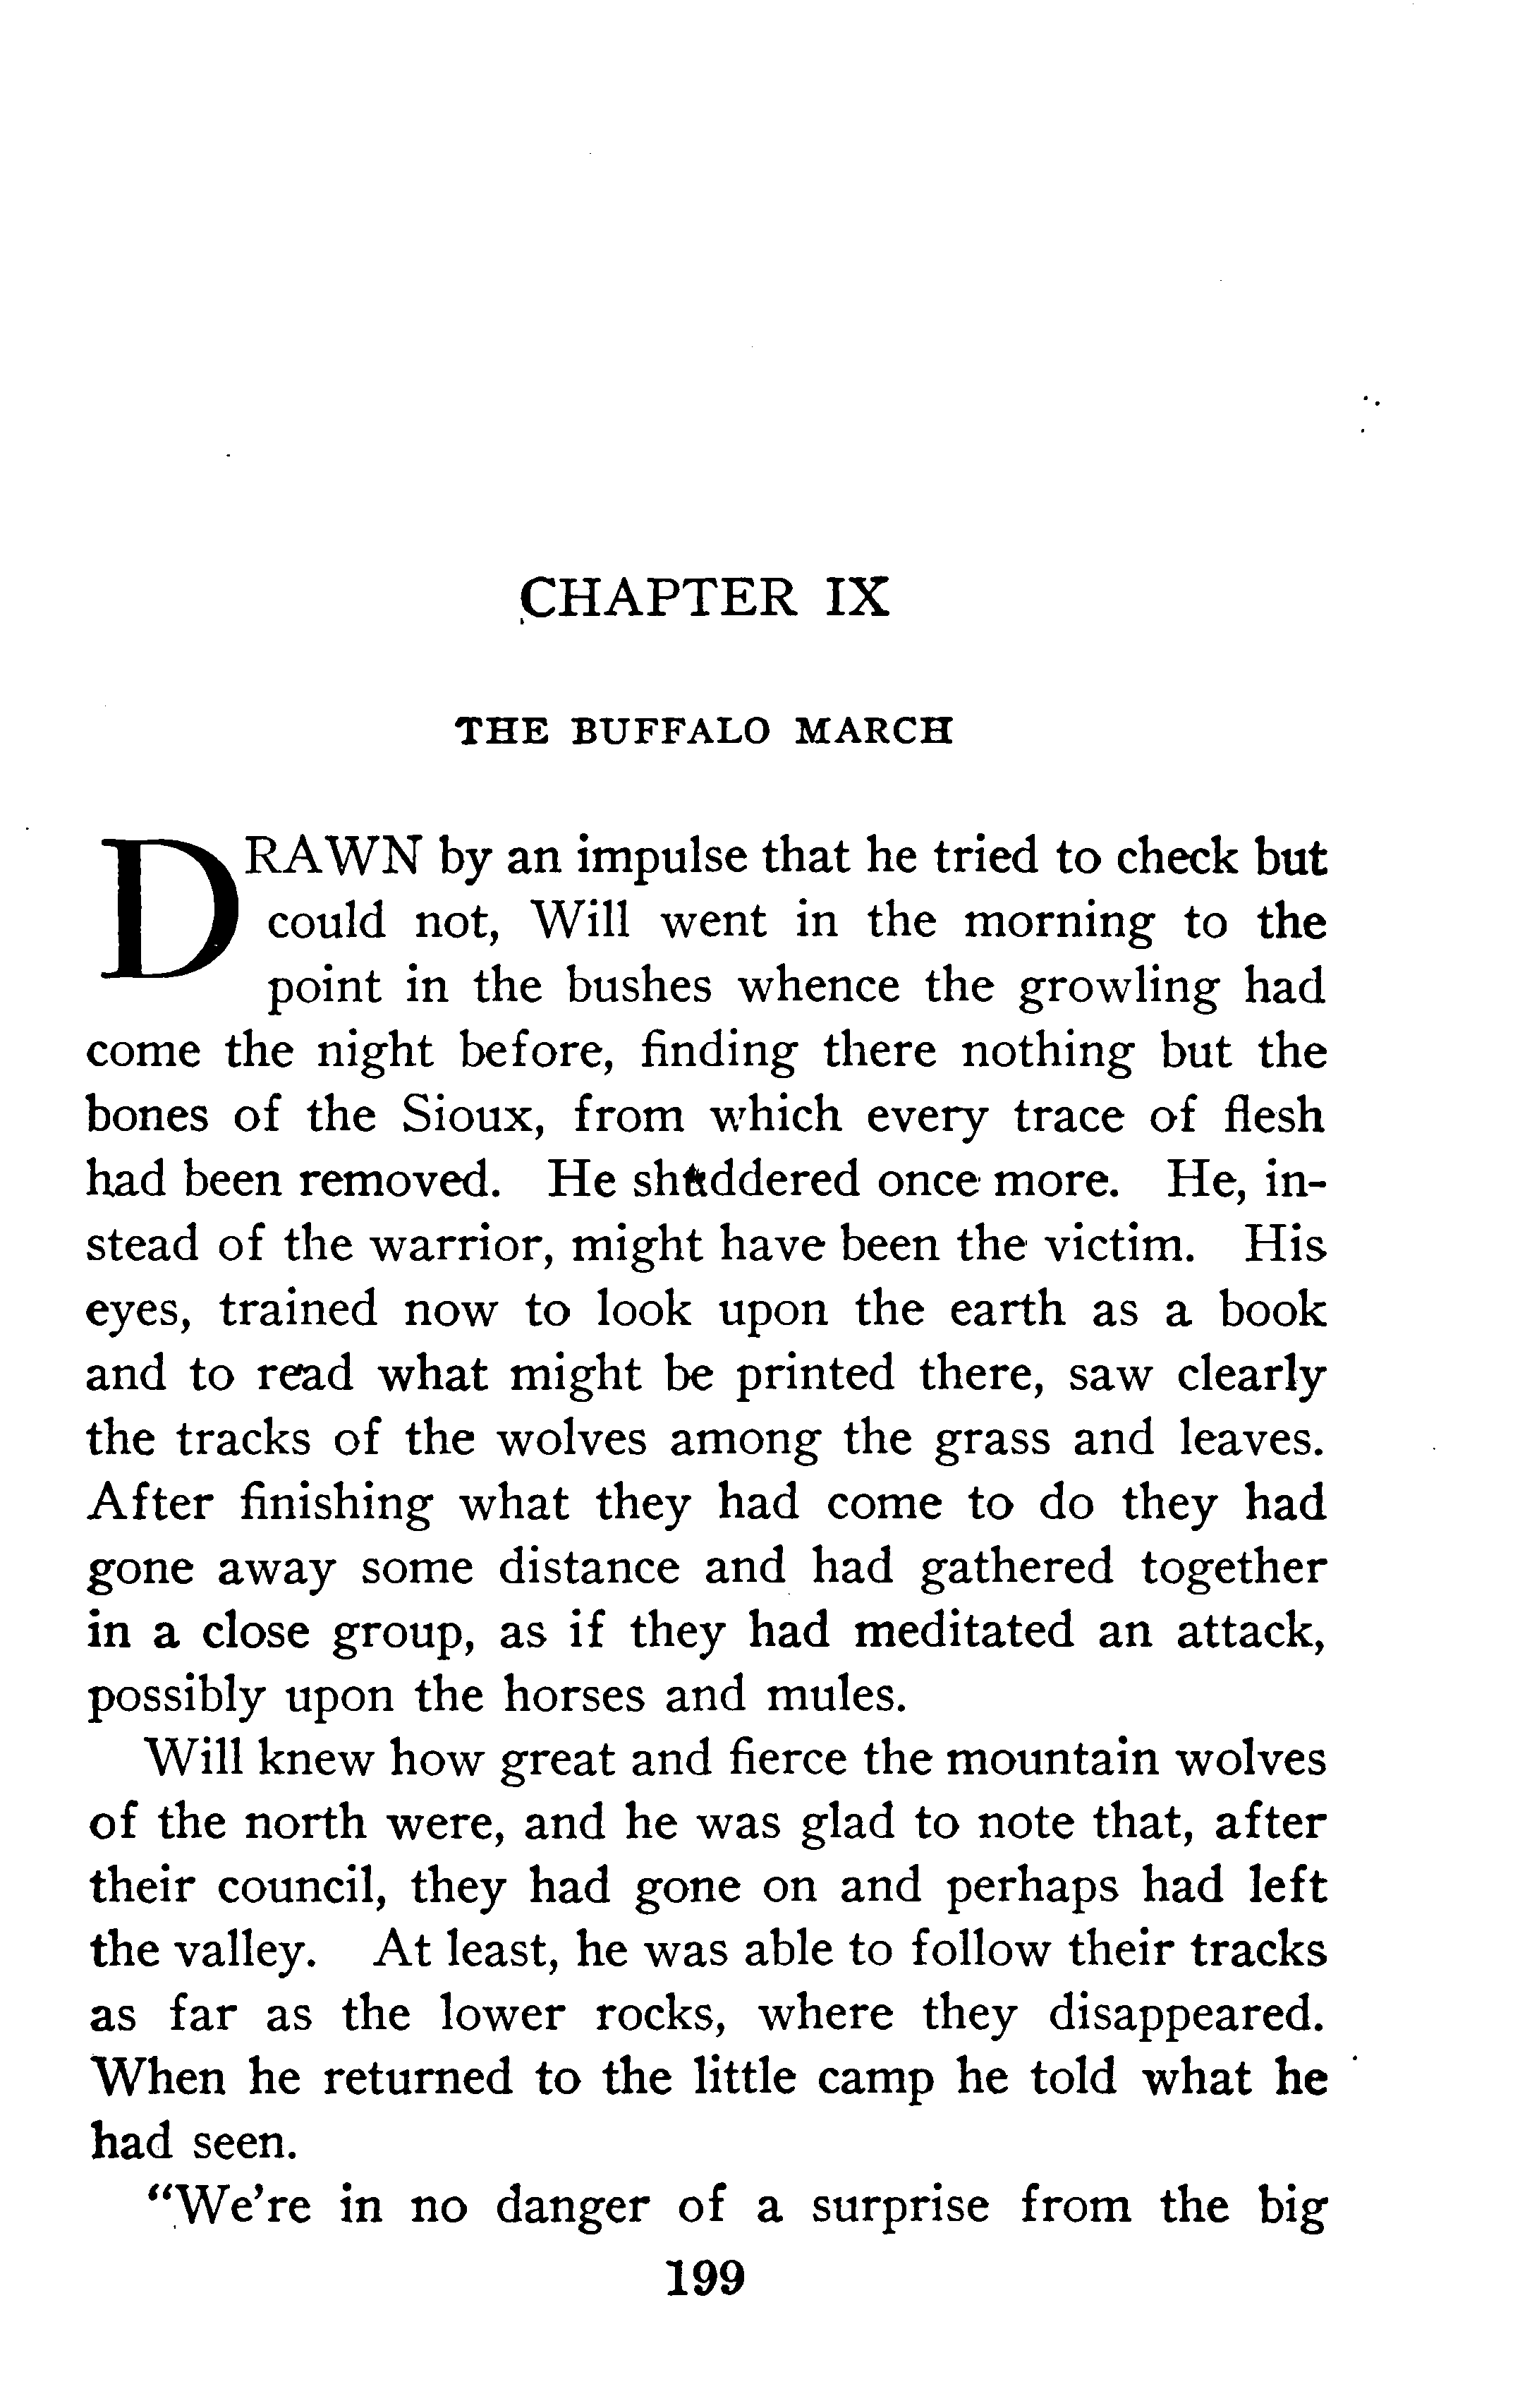 CHAPTER IX
THE BUFFALO MARCH
DRAWN by an impulse that he tried to check but
could not, Will went in the morning to the
point in the bushes whence the growling had
come the night before, finding there nothing but the
bones of the Sioux, from which every trace of flesh
had been removed. He shuddered once more. He, in-
stead of the warrior, might have been the victim. His
eyes, trained now to look upon the earth as a book
and to read what might be printed there, saw clearly
the tracks of the wolves among the grass and leaves.
After finishing what they had come to do they had
gone away some distance and had gathered together
in a close group, as if they had meditated an attack,
possibly upon the horses and mules.
Will knew how great and fierce the mountain wolves
of the north were, and he was glad to note that, after
their council, they had gone on and perhaps had left
the valley. At least, he was able to follow their tracks
as far as the lower rocks, where they disappeared.
When he returned to the little camp he told what he
had seen.
"We're in no danger of a surprise from the big
199